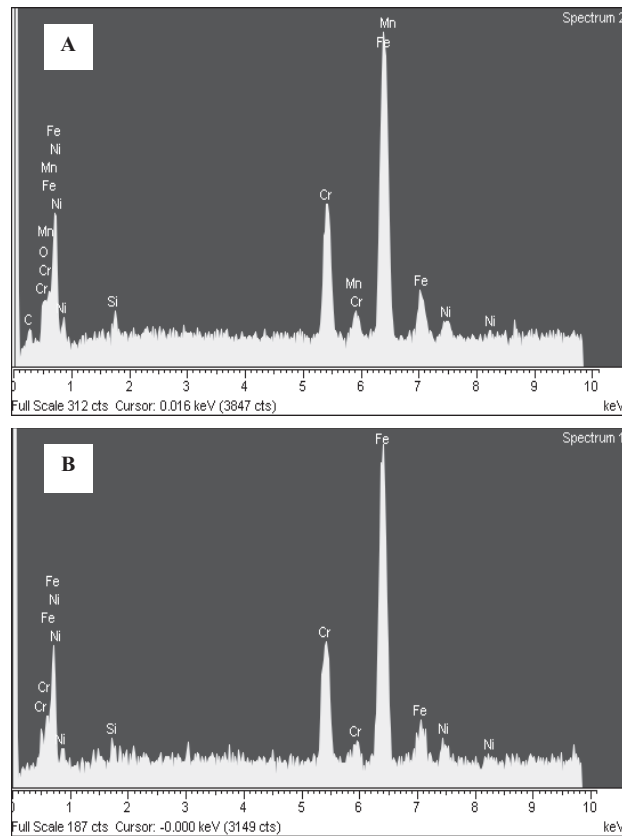 A
Spectrum 2
Mn
Fe
Fe
Ni
Mn
Fe
Ni
Mn
O
Cr
Cr
Ni
C
Si
Cr
Mn
Cr
Fe
Ni
Ni
0 1 2 3 4 5 6 7 8 9 10
Full Scale 312 cts Cursor: 0.016 keV (3847 cts) keV
B
Spectrum 1
Fe
Fe
Ni
Fe
Ni
Cr
Cr
Ni
Si
Cr
Cr
Fe
Ni
Ni
0 1 2 3 4 5 6 7 8 9 10
Full Scale 187 cts Cursor: -0.000 keV (3149 cts) keV